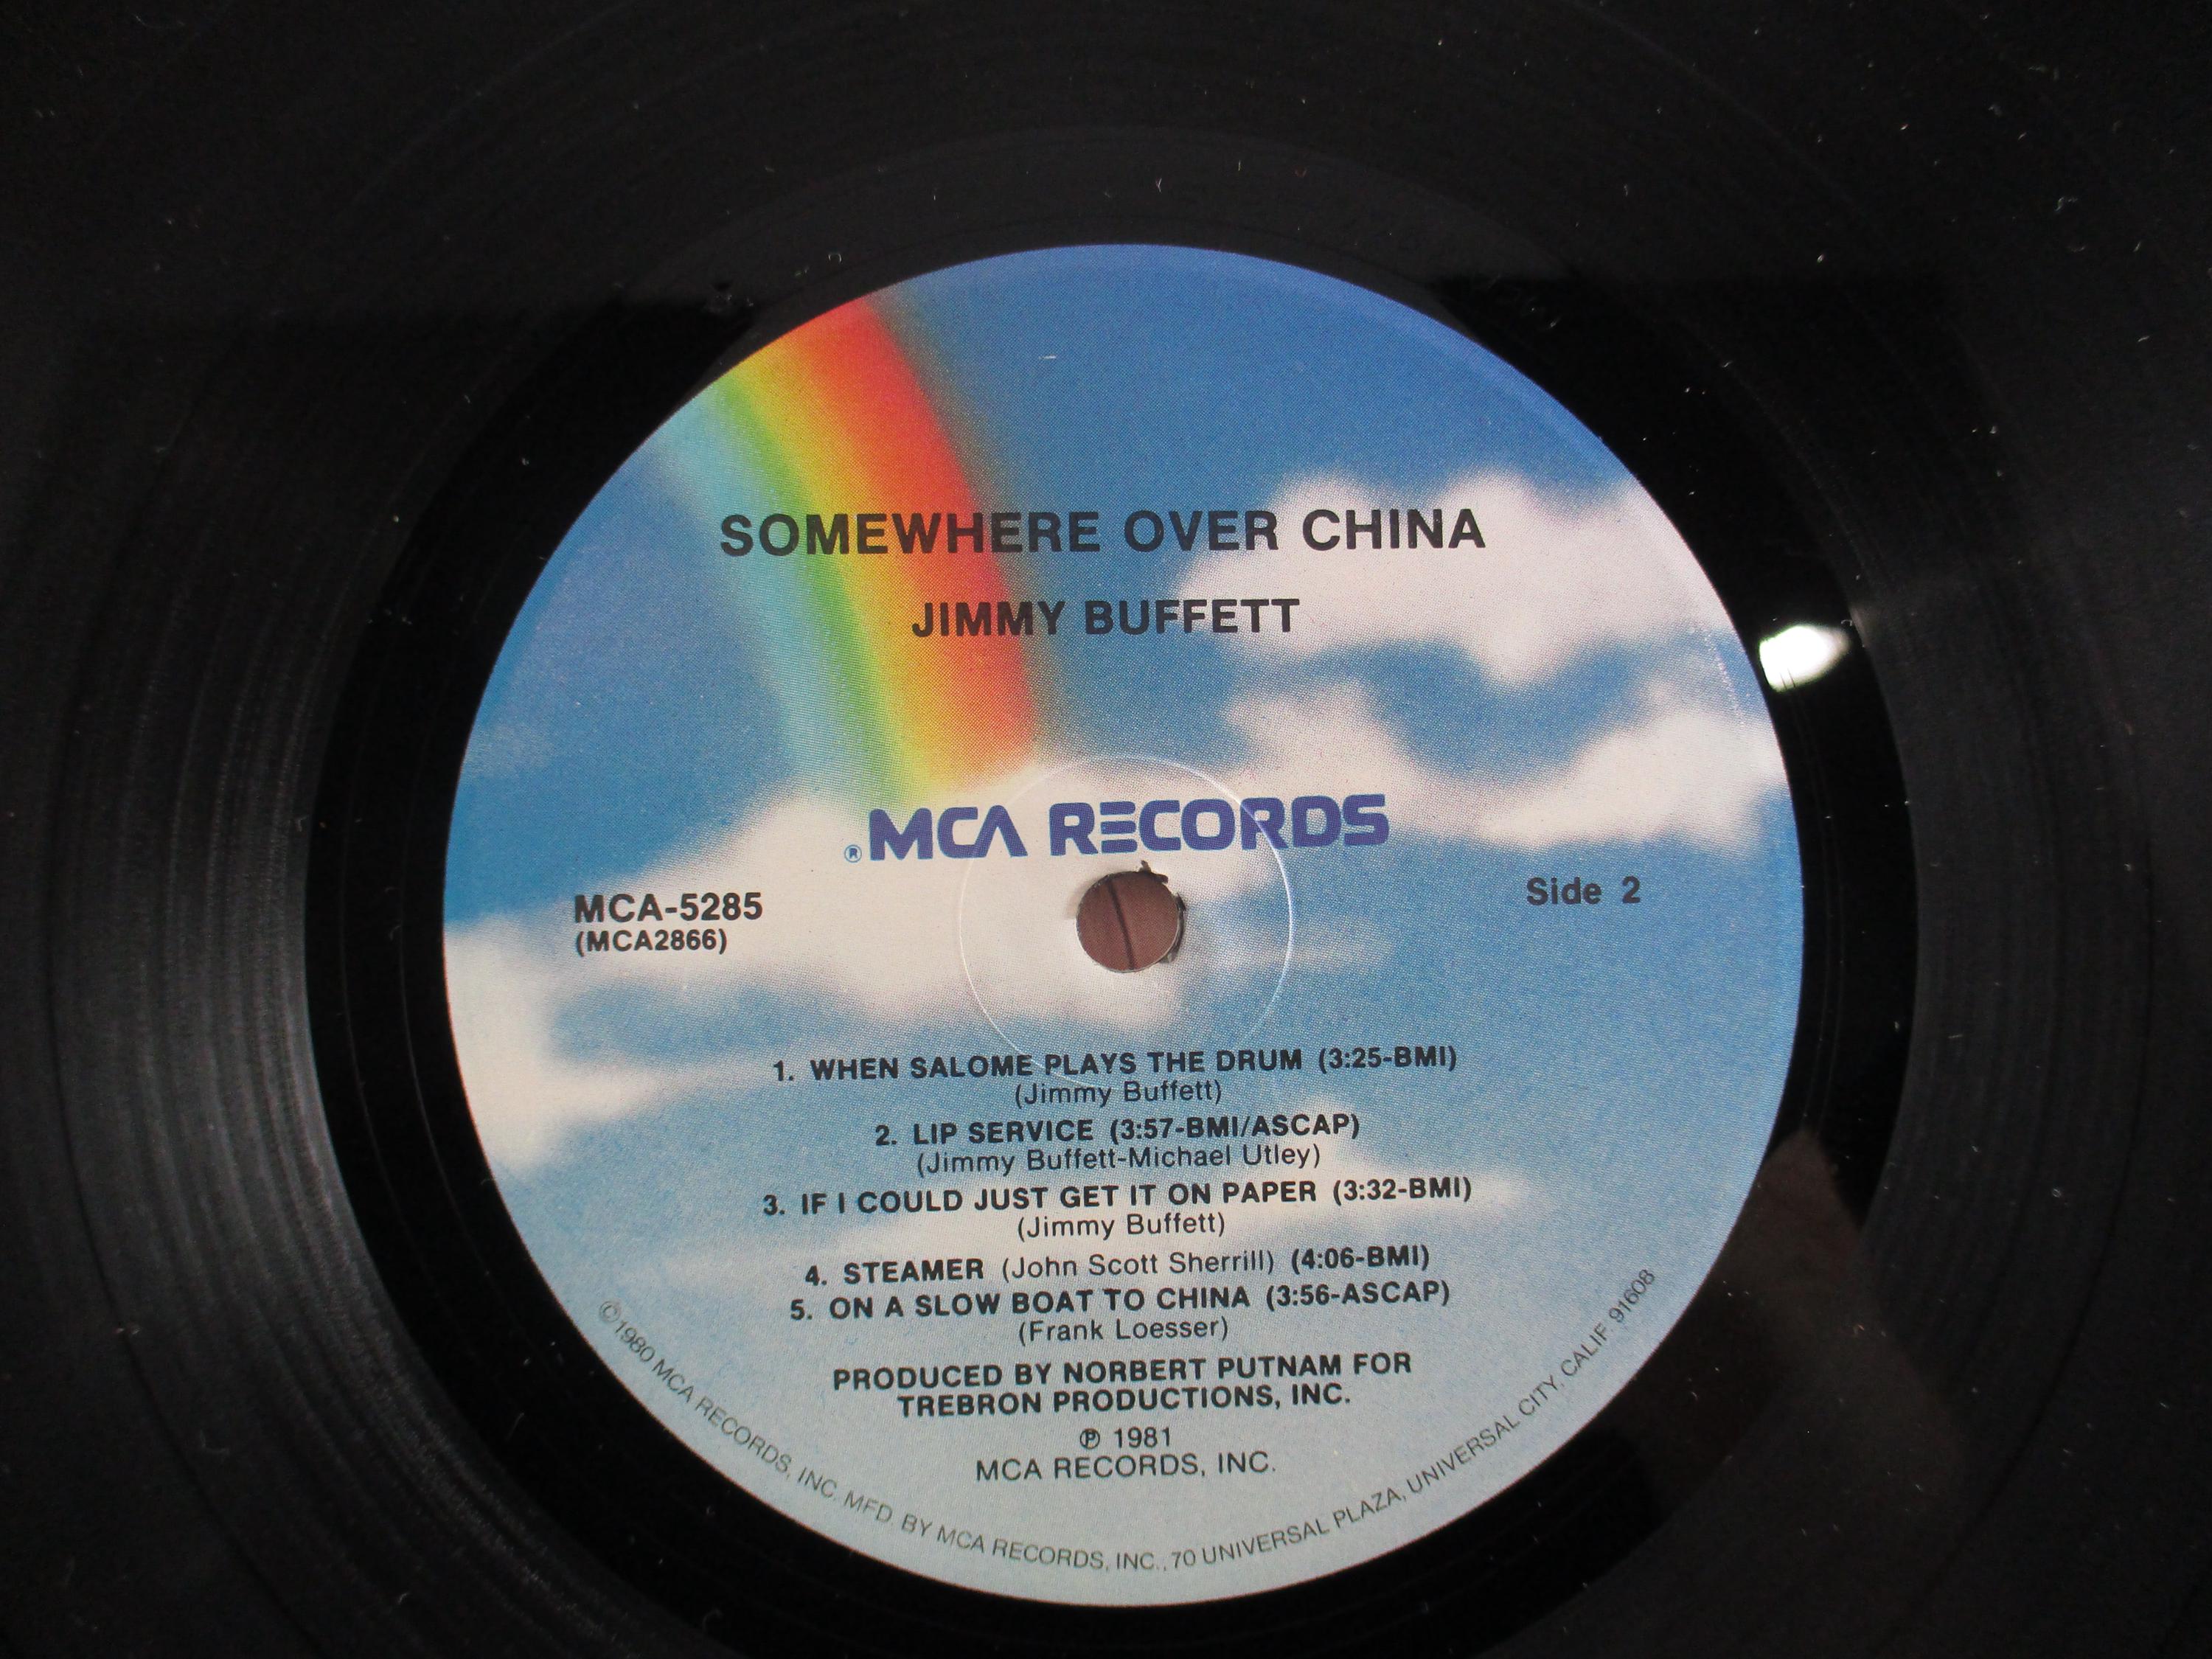 SOMEWHERE OVER CHINA
JIMMY BUFFETT
® MCA RECORDS
MCA-5285
(MCA2866)
Side 2
1. WHEN SALOME PLAYS THE DRUM (3:25-BMI)
(Jimmy Buffett)
2. LIP SERVICE (3:57-BMI/ASCAP)
(Jimmy Buffett-Michael Utley)
3. IF I COULD JUST GET IT ON PAPER (3:32-BMI)
(Jimmy Buffett)
4. STEAMER (John Scott Sherrill) (4:06-BMI)
5. ON A SLOW BOAT TO CHINA (3:56-ASCAP)
(Frank Loesser)
PRODUCED BY NORBERT PUTNAM FOR
TREBRON PRODUCTIONS, INC.
℗ 1981
MCA RECORDS, INC.
©1980 MCA RECORDS, INC. MFD. BY MCA RECORDS, INC., 70 UNIVERSAL PLAZA, UNIVERSAL CITY, CALIF. 91608